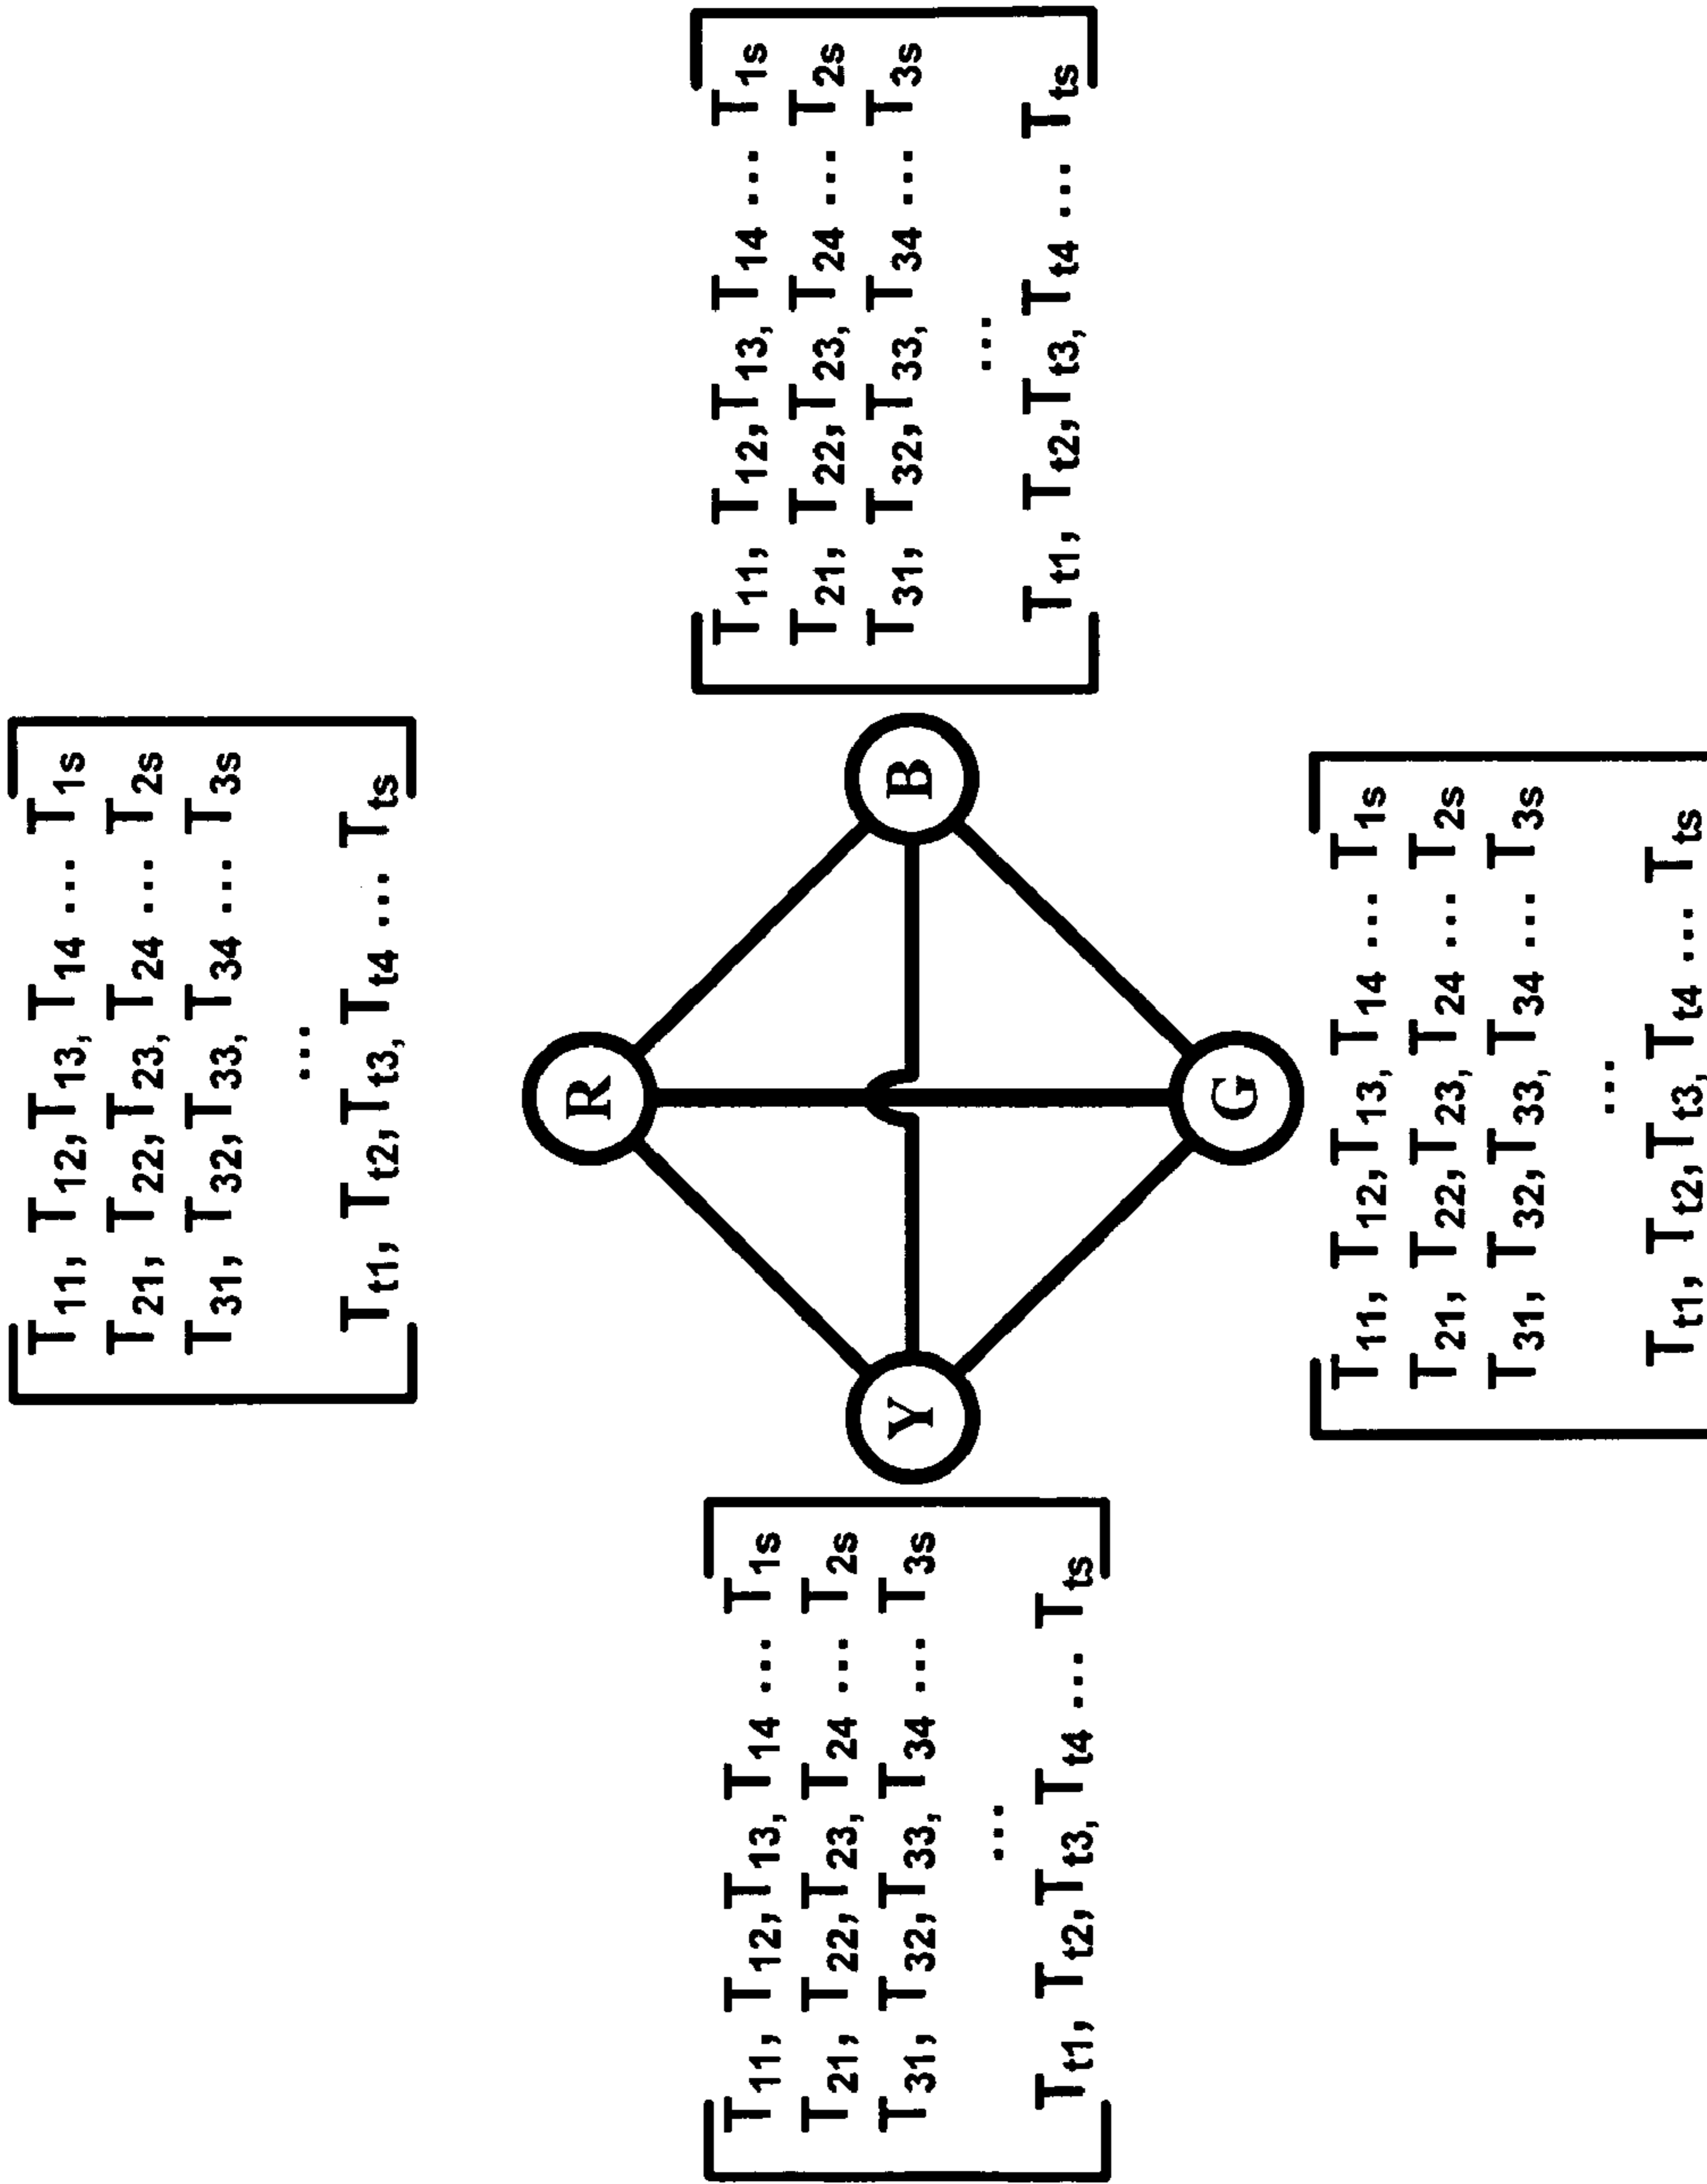 T11, T12,T13, T14 ... T1s
T21, T22,T23, T24 ... T2s
T31, T32,T33, T34 ... T3s
...
Tt1, Tt2,Tt3, Tt4 ... Tts
R
T11, T12,T13, T14 ... T1s
T21, T22,T23, T24 ... T2s
T31, T32,T33, T34 ... T3s
...
Tt1, Tt2,Tt3, Tt4 ... Tts
Y
B
T11, T12,T13, T14 ... T1s
T21, T22,T23, T24 ... T2s
T31, T32,T33, T34 ... T3s
...
Tt1, Tt2,Tt3, Tt4 ... Tts
G
T11, T12,T13, T14 ... T1s
T21, T22,T23, T24 ... T2s
T31, T32,T33, T34 ... T3s
...
Tt1, Tt2,Tt3, Tt4 ... Tts